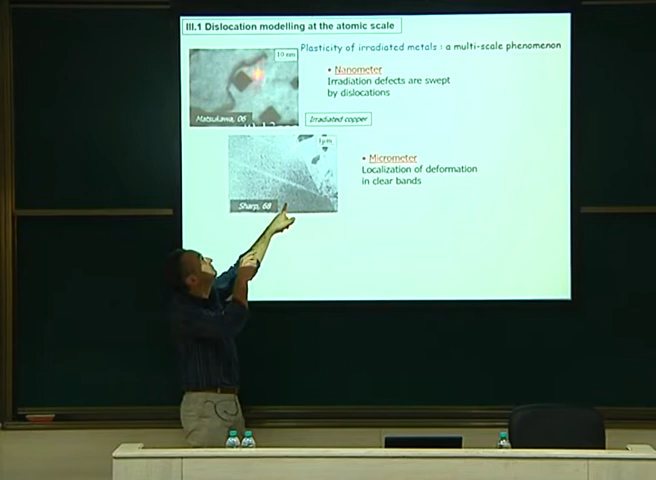 III.1 Dislocation modelling at the atomic scale
Plasticity of irradiated metals : a multi-scale phenomenon
10 nm
• Nanometer
Irradiation defects are swept
by dislocations
Matsukawa, 06
Irradiated copper
1µm
• Micrometer
Localization of deformation
in clear bands
Sharp, 68